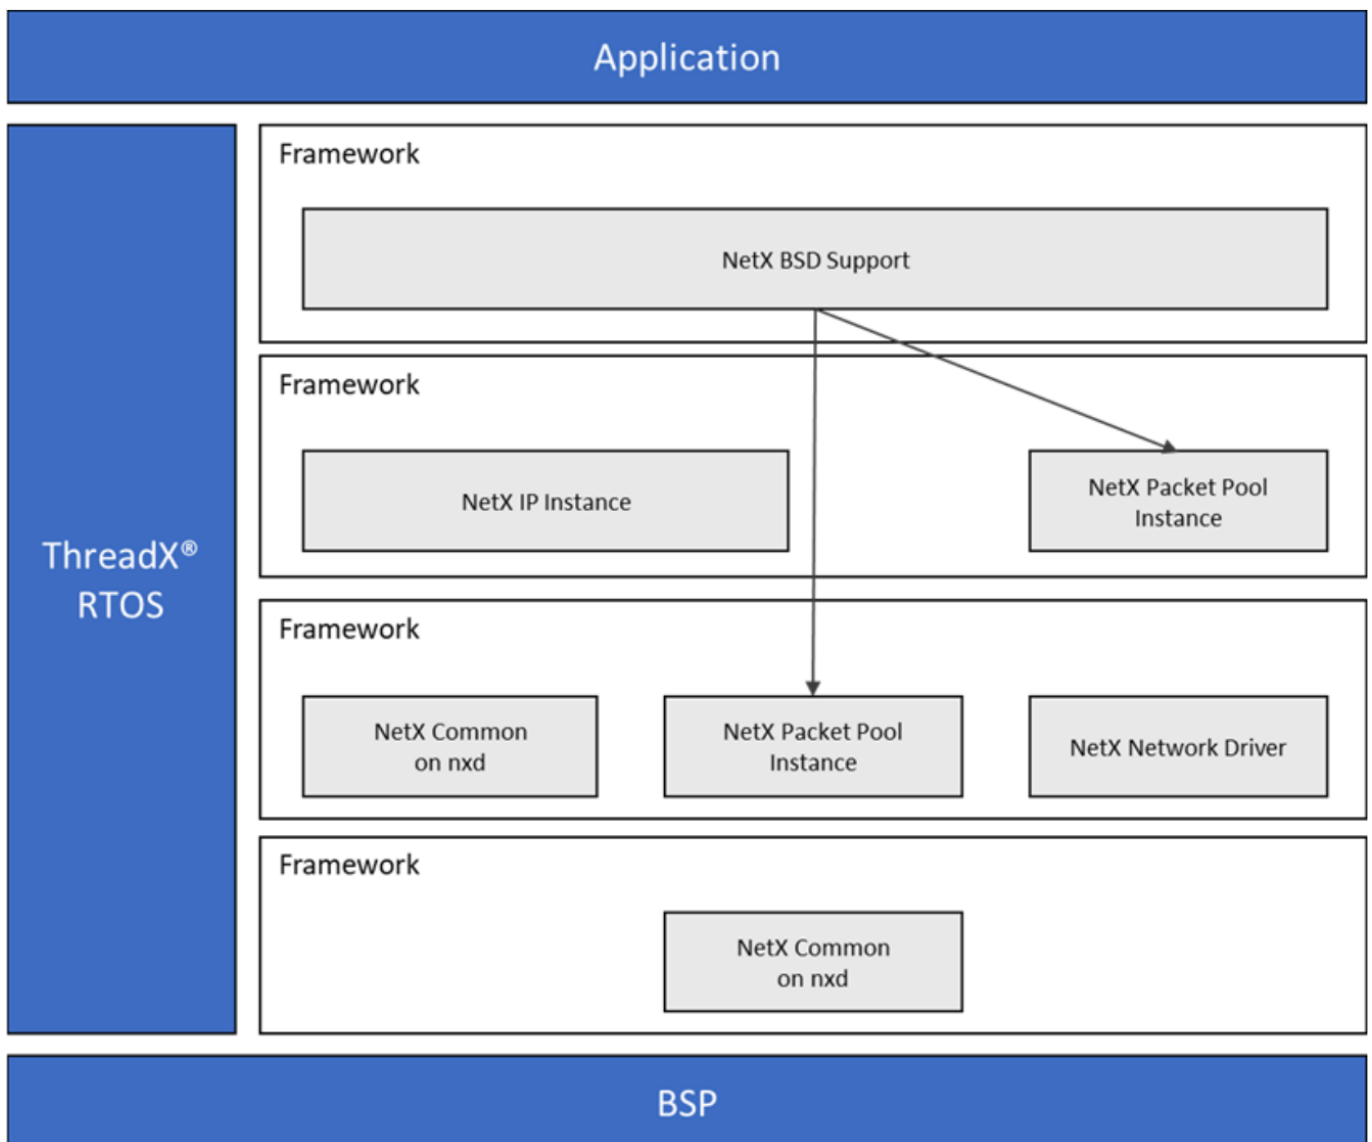 Application
ThreadX®
RTOS
Framework
NetX BSD Support
Framework
NetX IP Instance
NetX Packet Pool
Instance
Framework
NetX Common
on nxd
NetX Packet Pool
Instance
NetX Network Driver
Framework
NetX Common
on nxd
BSP